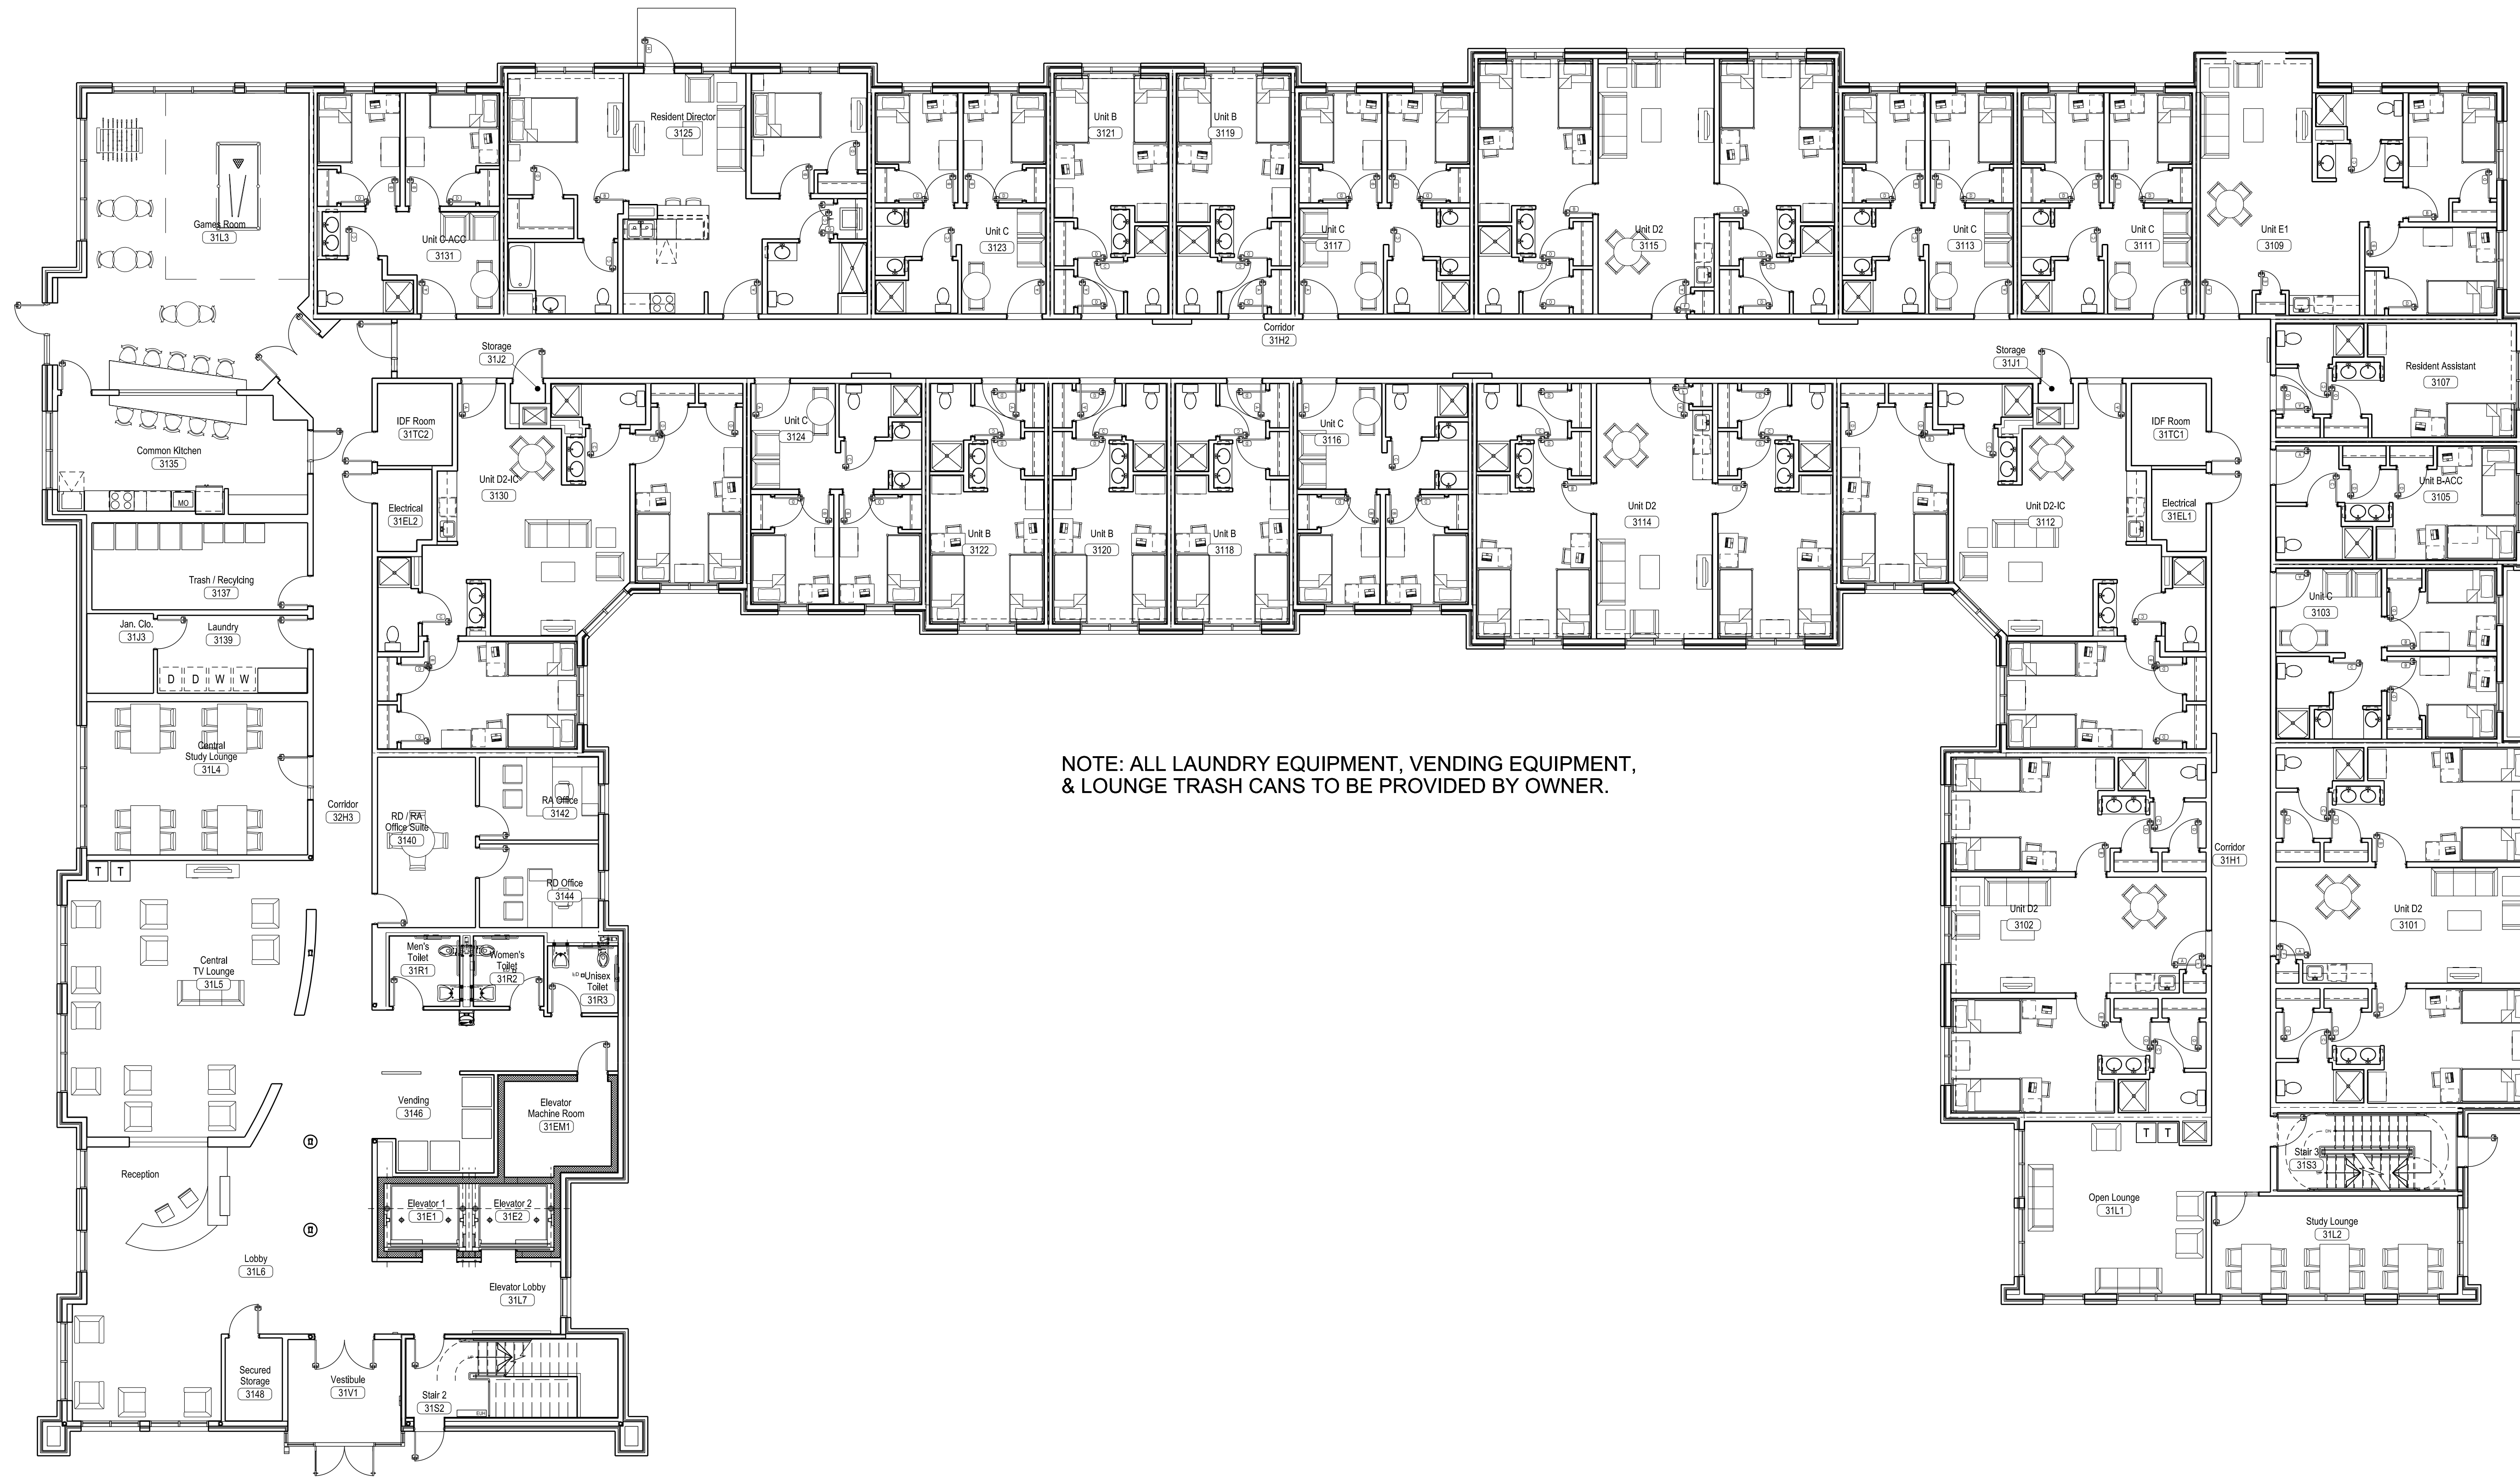 Games Room
31L3
Unit C-ACC
3131
Resident Director
3125
Unit C
3123
Unit B
3121
Unit B
3119
Unit C
3117
Unit D2
3115
Unit C
3113
Unit C
3111
Unit E1
3109
Corridor
31H2
Storage
31J2
Storage
31J1
Resident Assistant
3107
Common KItchen
3135
MO
IDF Room
31TC2
Electrical
31EL2
Unit D2-IC
3130
Unit C
3124
Unit B
3122
Unit B
3120
Unit B
3118
Unit C
3116
Unit D2
3114
Unit D2-IC
3112
IDF Room
31TC1
Electrical
31EL1
Unit B-ACC
3105
Unit C
3103
Trash / Recylcing
3137
Jan. Clo.
31J3
Laundry
3139
D D W W
Central
Study Lounge
31L4
Corridor
32H3
RD / RA
Office Suite
3140
RA Office
3142
RD Office
3144
NOTE: ALL LAUNDRY EQUIPMENT, VENDING EQUIPMENT,
& LOUNGE TRASH CANS TO BE PROVIDED BY OWNER.
Corridor
31H1
Unit D2
3102
Unit D2
3101
T T
Central
TV Lounge
31L5
Men's
Toilet
31R1
Women's
Toilet
31R2
Unisex
Toilet
31R3
Vending
3146
Elevator
Machine Room
31EM1
Reception
Elevator 1
31E1
Elevator 2
31E2
Lobby
31L6
Elevator Lobby
31L7
Secured
Storage
3148
Vestibule
31V1
Stair 2
31S2
EUH
T T
Open Lounge
31L1
Stair 3
31S3
Study Lounge
31L2